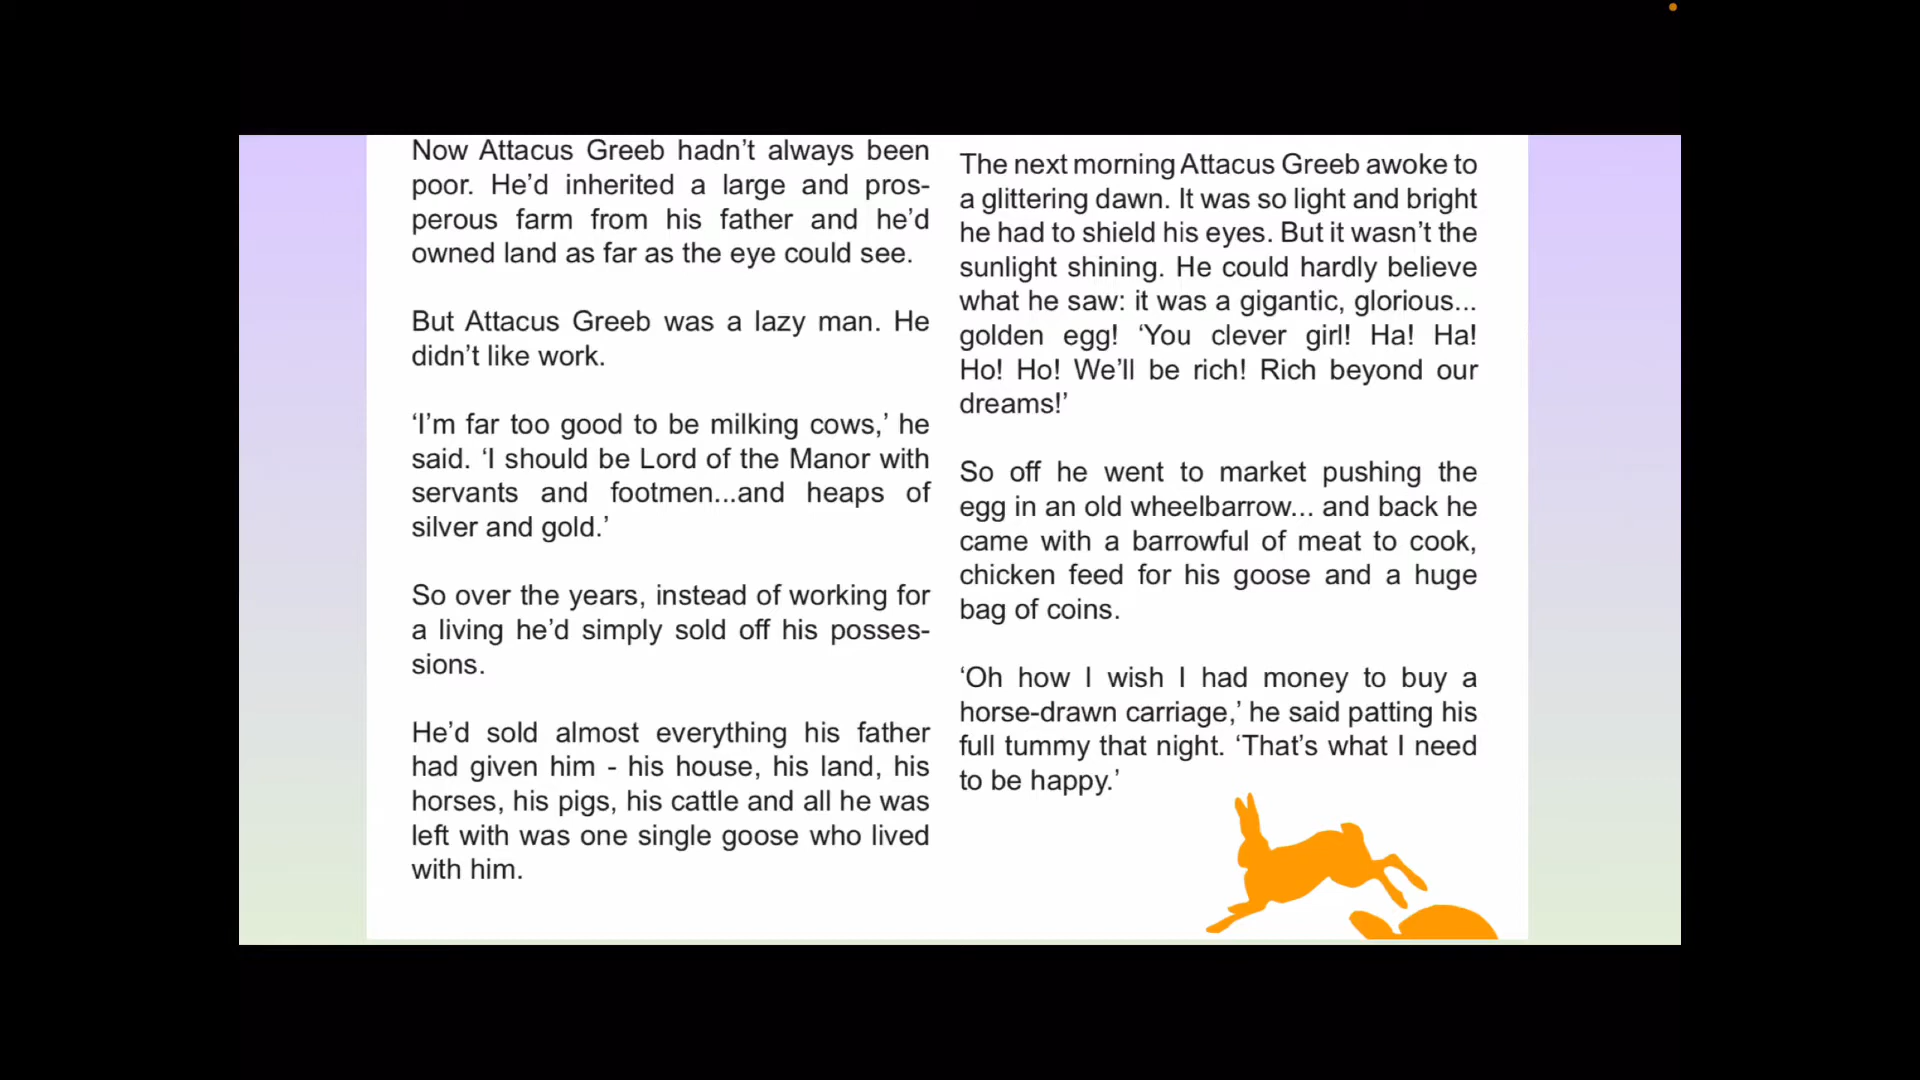 Now Attacus Greeb hadn’t always been
poor. He’d inherited a large and pros-
perous farm from his father and he’d
owned land as far as the eye could see.
But Attacus Greeb was a lazy man. He
didn’t like work.
‘I’m far too good to be milking cows,’ he
said. ‘I should be Lord of the Manor with
servants and footmen...and heaps of
silver and gold.’
So over the years, instead of working for
a living he’d simply sold off his posses-
sions.
He’d sold almost everything his father
had given him - his house, his land, his
horses, his pigs, his cattle and all he was
left with was one single goose who lived
with him.
The next morning Attacus Greeb awoke to
a glittering dawn. It was so light and bright
he had to shield his eyes. But it wasn’t the
sunlight shining. He could hardly believe
what he saw: it was a gigantic, glorious...
golden egg! ‘You clever girl! Ha! Ha!
Ho! Ho! We’ll be rich! Rich beyond our
dreams!’
So off he went to market pushing the
egg in an old wheelbarrow... and back he
came with a barrowful of meat to cook,
chicken feed for his goose and a huge
bag of coins.
‘Oh how I wish I had money to buy a
horse-drawn carriage,’ he said patting his
full tummy that night. ‘That’s what I need
to be happy.’